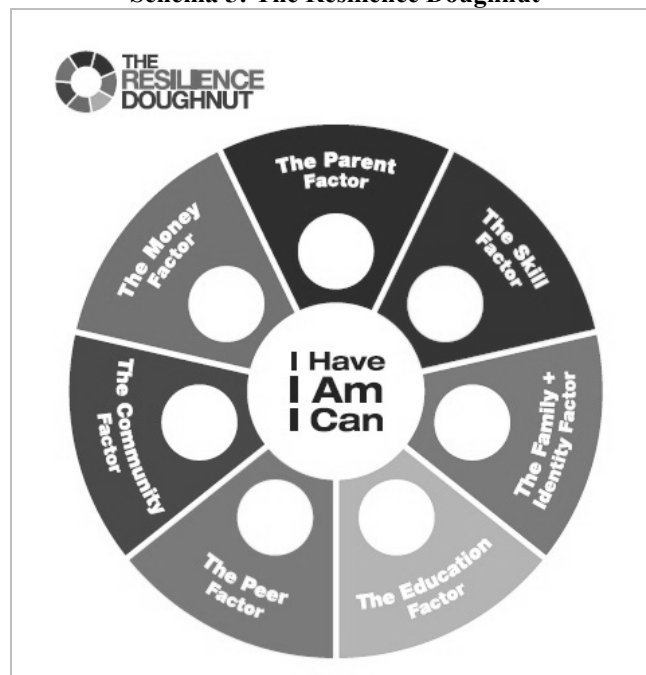 Schema 3: The Resilience Doughnut
THE
RESILIENCE
DOUGHNUT
The Parent
Factor
The Skill
Factor
The Family +
Identity Factor
The Education
Factor
The Peer
Factor
The Community
Factor
The Money
Factor
I Have
I Am
I Can